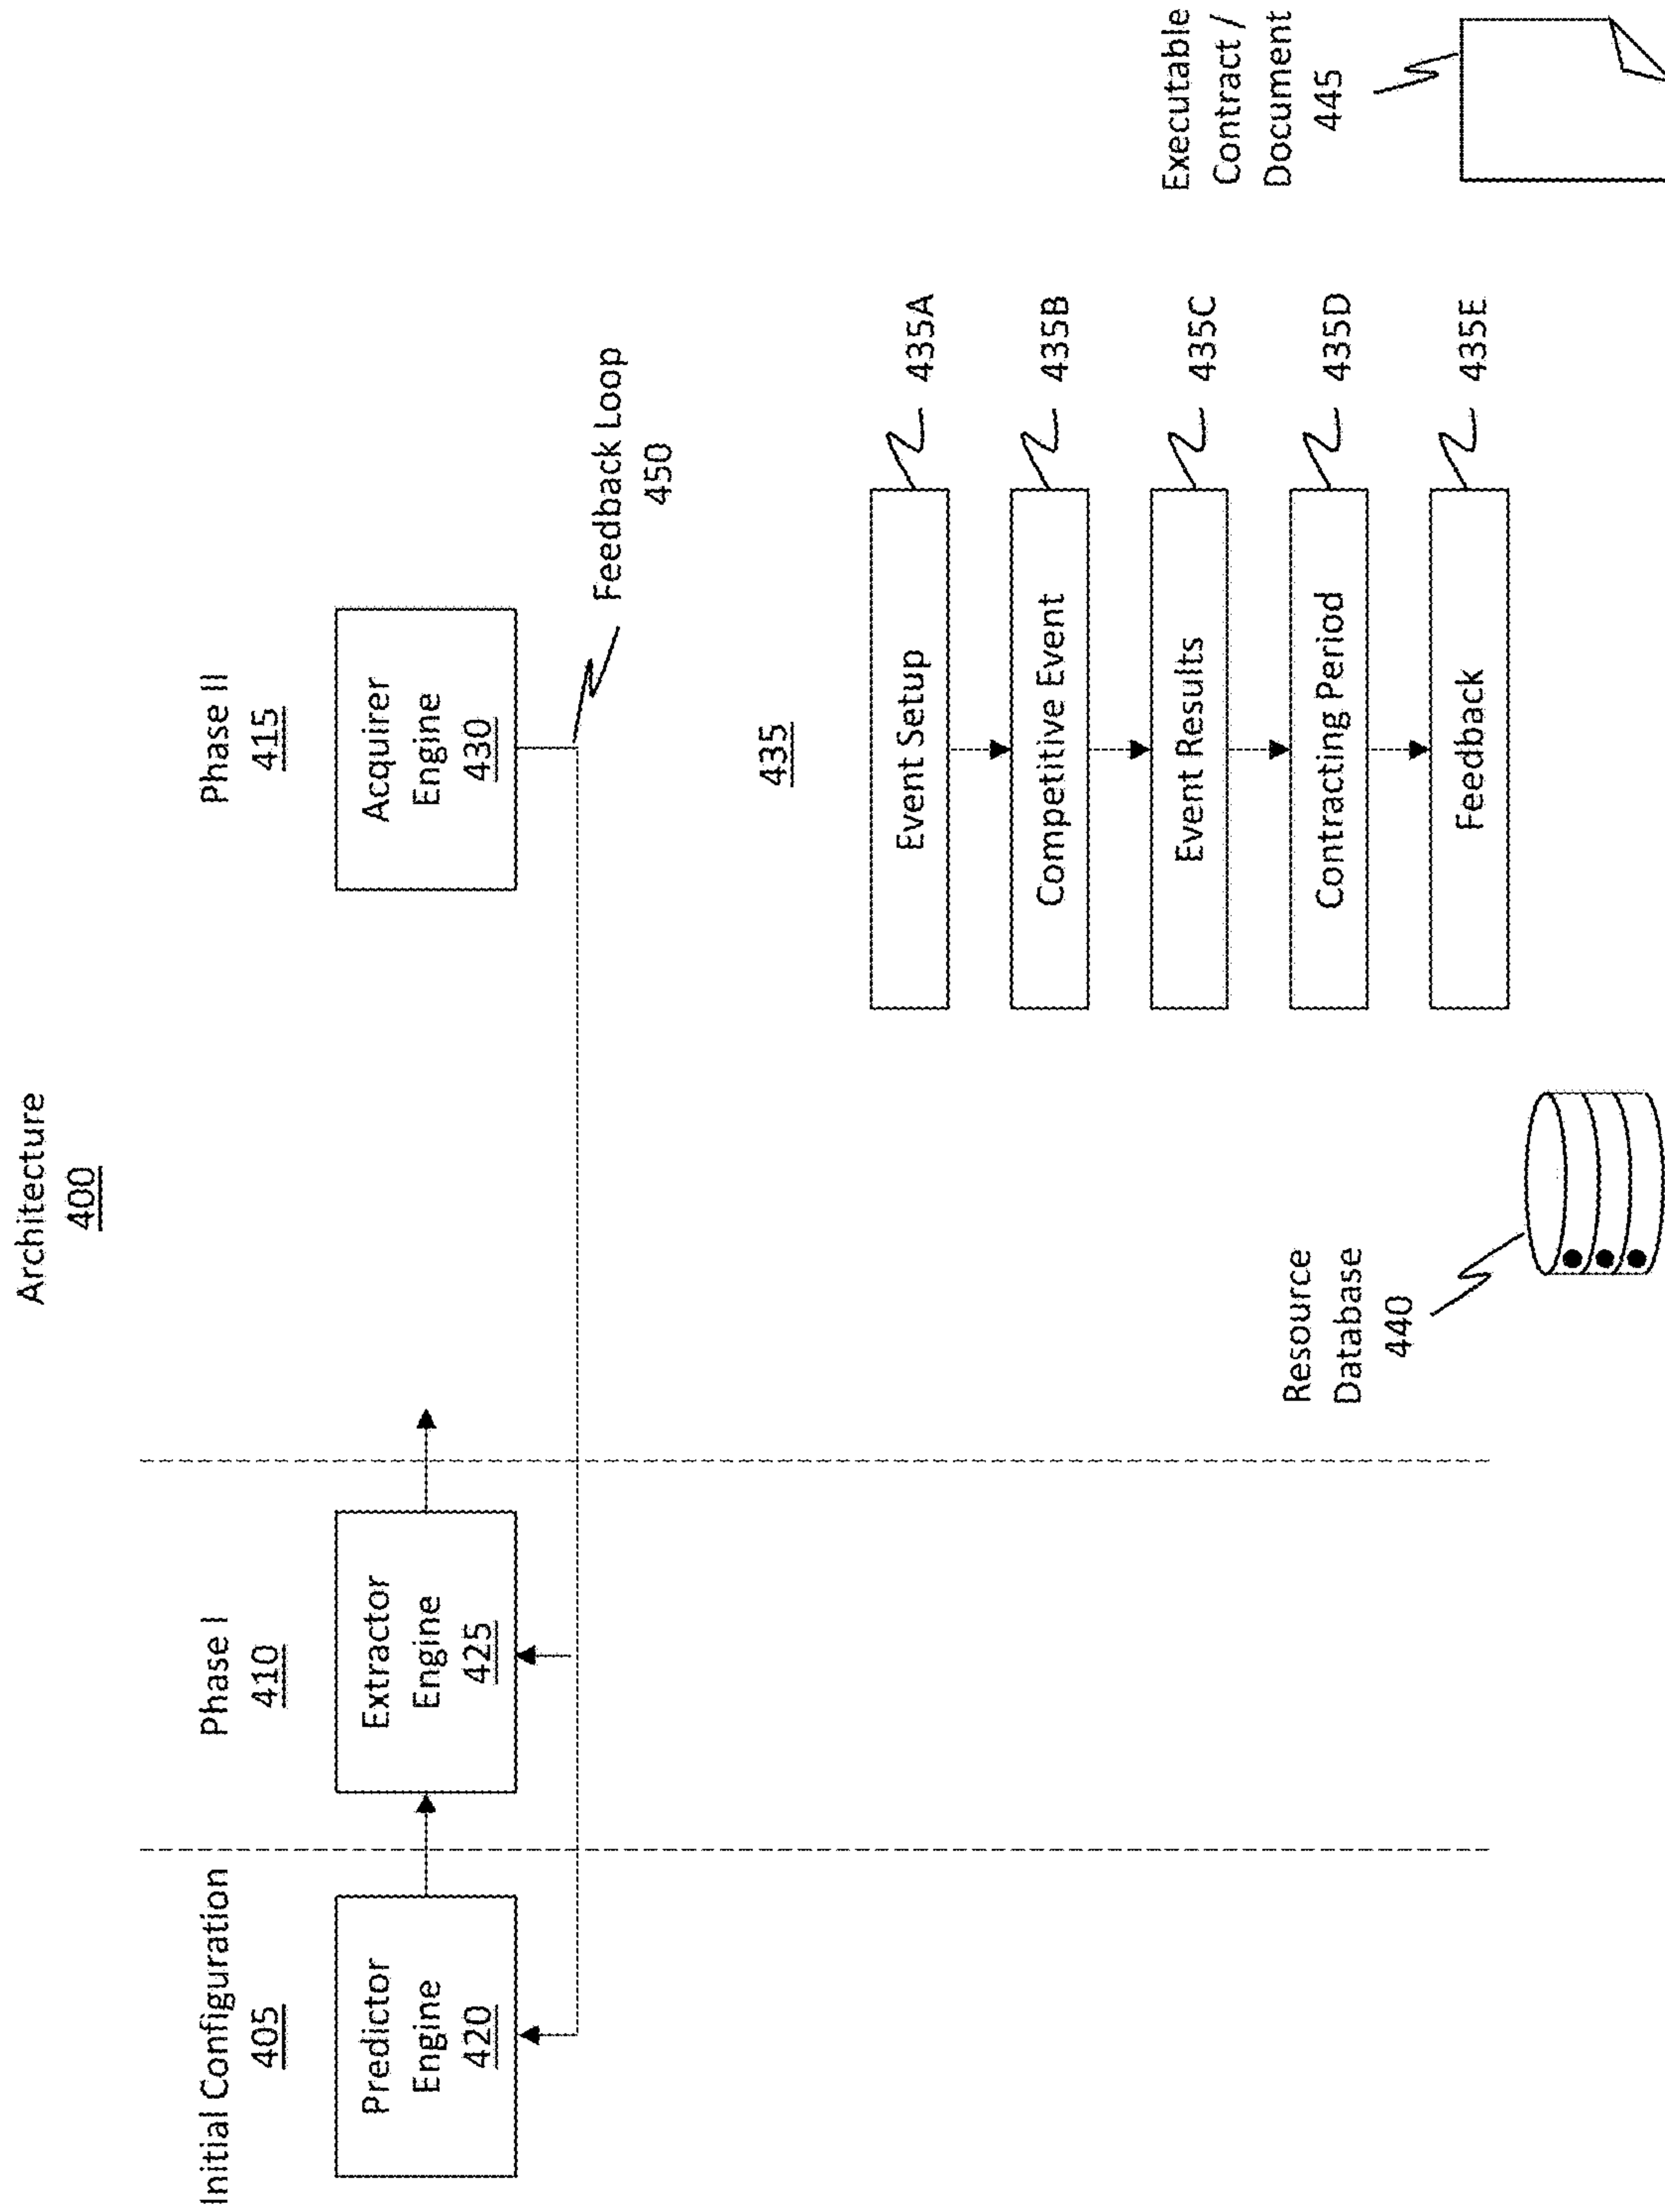 Architecture
400
Initial Configuration
405
Phase I
410
Phase II
415
Predictor
Engine
420
Extractor
Engine
425
Acquirer
Engine
430
Feedback Loop
450
435
Event Setup
435A
Competitive Event
435B
Event Results
435C
Contracting Period
435D
Feedback
435E
Resource
Database
440
Executable
Contract /
Document
445